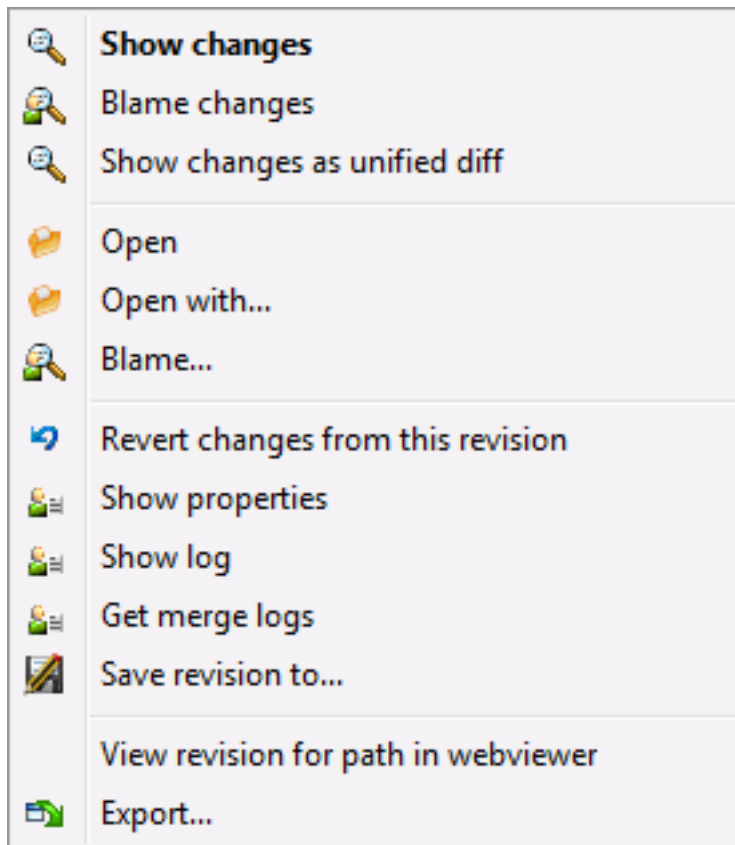 Show changes
Blame changes
Show changes as unified diff
Open
Open with...
Blame...
Revert changes from this revision
Show properties
Show log
Get merge logs
Save revision to...
View revision for path in webviewer
Export...